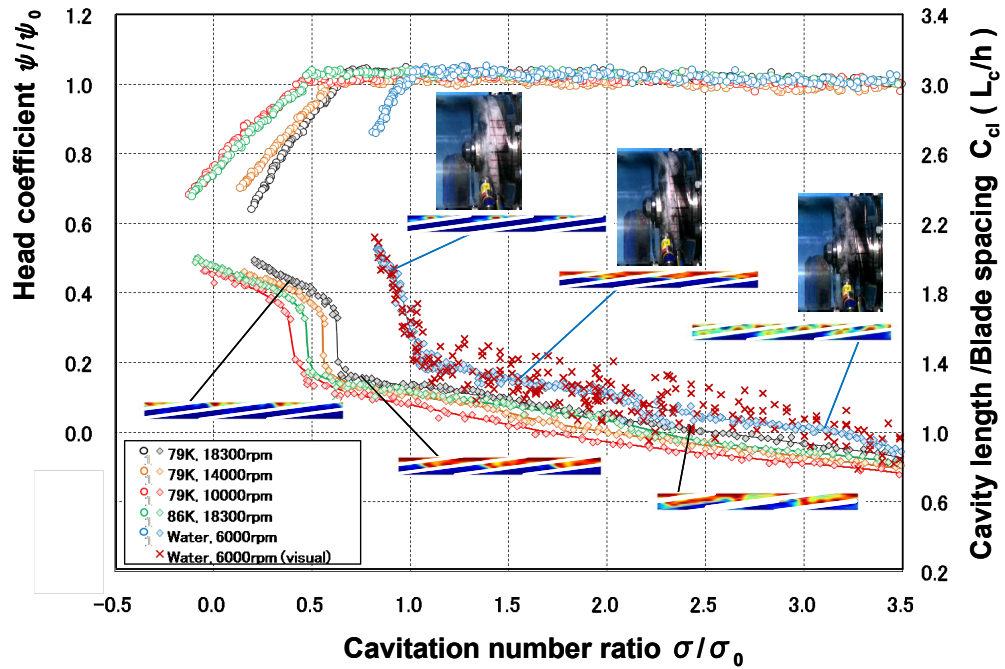 Head coefficient ψ/ψ0
1.2
1.0
0.8
0.6
0.4
0.2
0.0
3.4
3.0
2.6
2.2
1.8
1.4
1.0
0.6
0.2
Cavity length /Blade spacing Ccl ( Lc/h )
79K, 18300rpm
79K, 14000rpm
79K, 10000rpm
86K, 18300rpm
Water, 6000rpm
Water, 6000rpm (visual)
-0.5 0.0 0.5 1.0 1.5 2.0 2.5 3.0 3.5
Cavitation number ratio σ/σ0